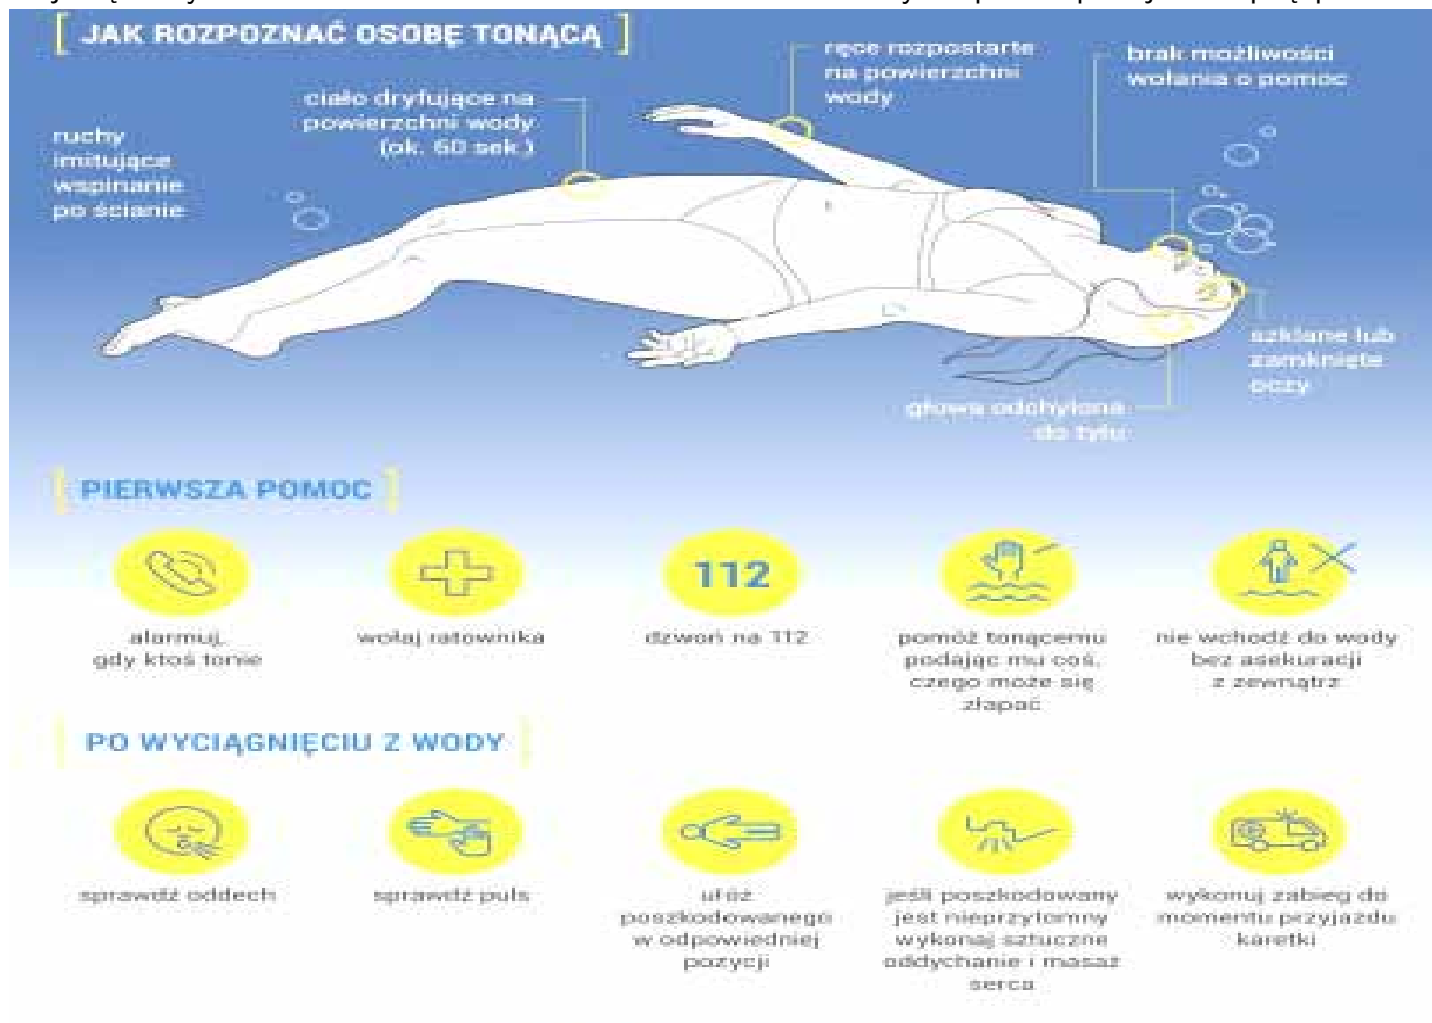 JAK ROZPOZNAĆ OSOBĘ TONĄCĄ
ruchy
imitujące
wspinanie
po ścianie
ciało dryfujące na
powierzchni wody
(ok. 60 sek.)
ręce rozpostarte
na powierzchni
wody
brak możliwości
wołania o pomoc
szklane lub
zamknięte
oczy
głowa odchylona
do tyłu
PIERWSZA POMOC
alarmuj,
gdy ktoś tonie
wołaj ratownika
112
dzwoń na 112
pomóż tonącemu
podając mu coś,
czego może się
złapać
nie wchodź do wody
bez asekuracji
z zewnątrz
PO WYCIĄGNIĘCIU Z WODY
sprawdź oddech
sprawdź puls
ułóż
poszkodowanego
w odpowiedniej
pozycji
jeśli poszkodowany
jest nieprzytomny
wykonaj sztuczne
oddychanie i masaż
serca
wykonuj zabieg do
momentu przyjazdu
karetki